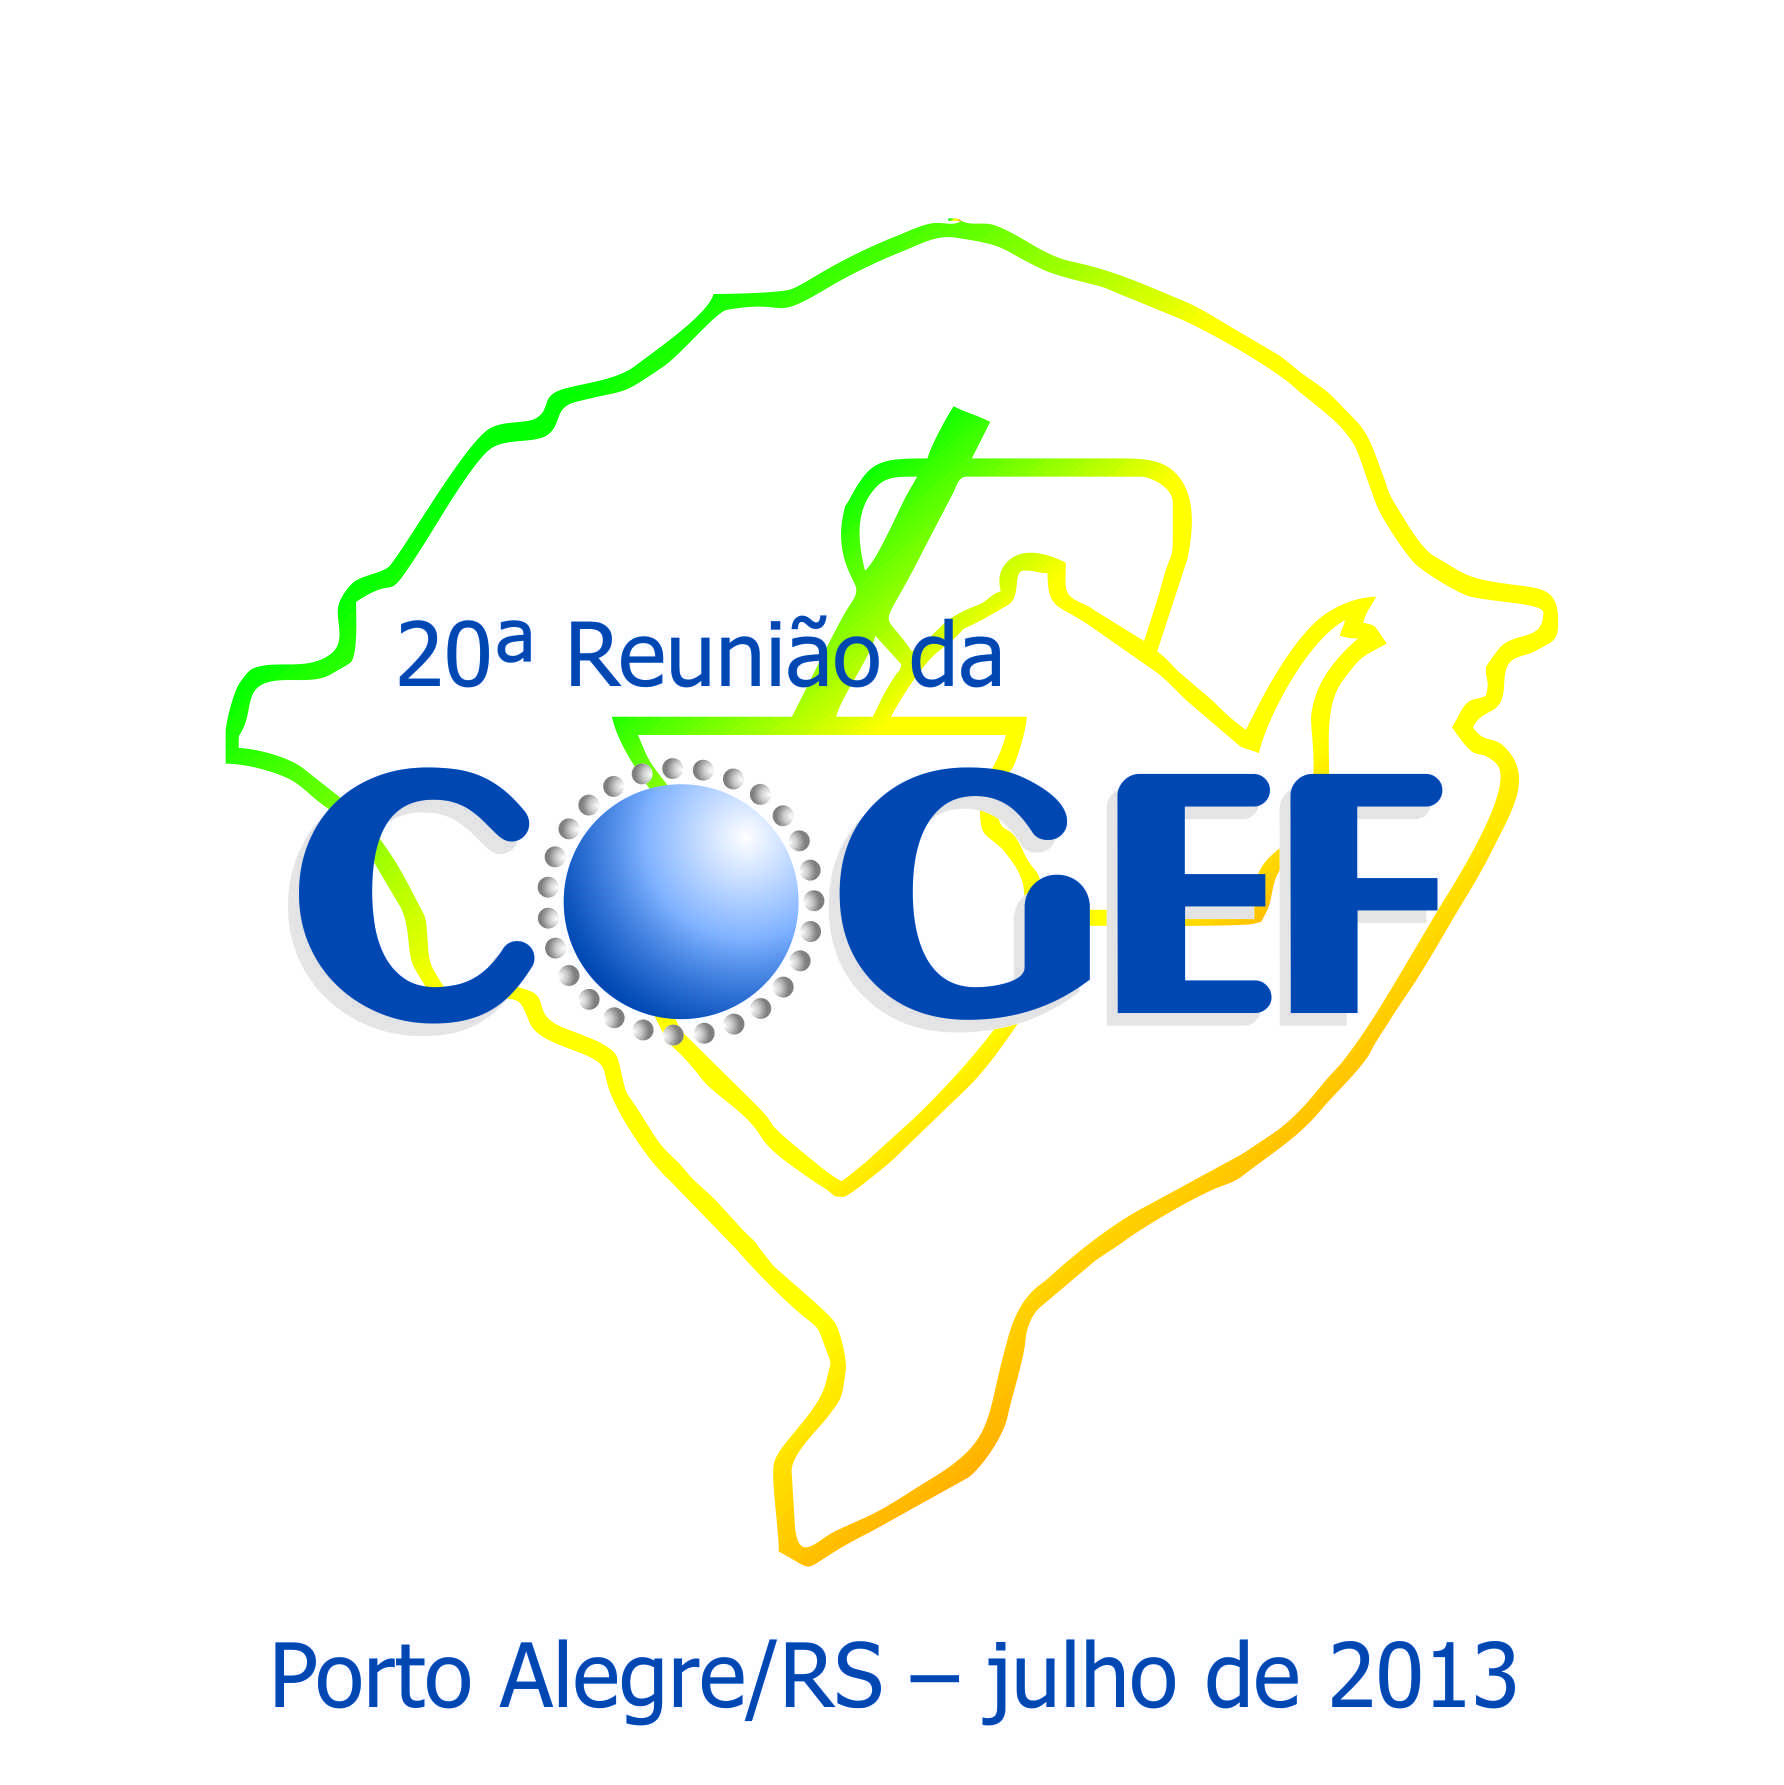 20ª Reunião da
COGEF
Porto Alegre/RS – julho de 2013